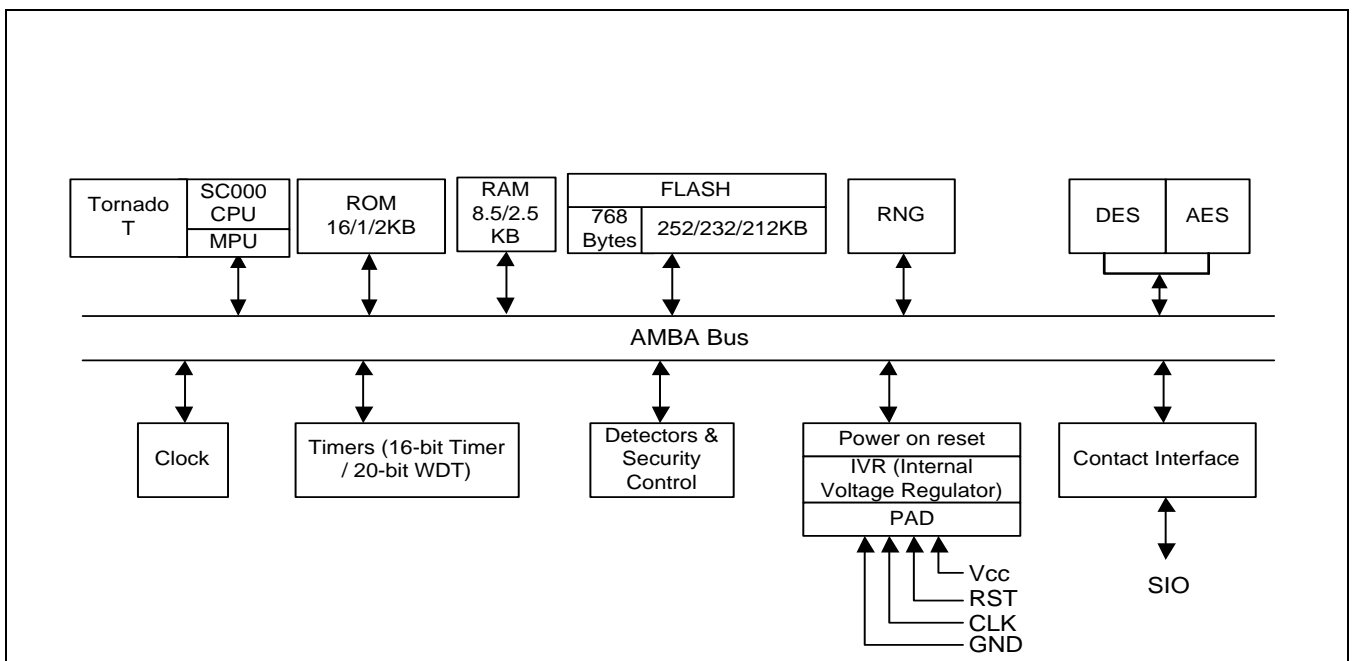 Tornado
T
SC000
CPU
MPU
ROM
16/1/2KB
RAM
8.5/2.5
KB
FLASH
768
Bytes
252/232/212KB
RNG
DES
AES
AMBA Bus
Clock
Timers (16-bit Timer
/ 20-bit WDT)
Detectors &
Security
Control
Power on reset
IVR (Internal
Voltage Regulator)
PAD
Contact Interface
Vcc
RST
CLK
GND
SIO